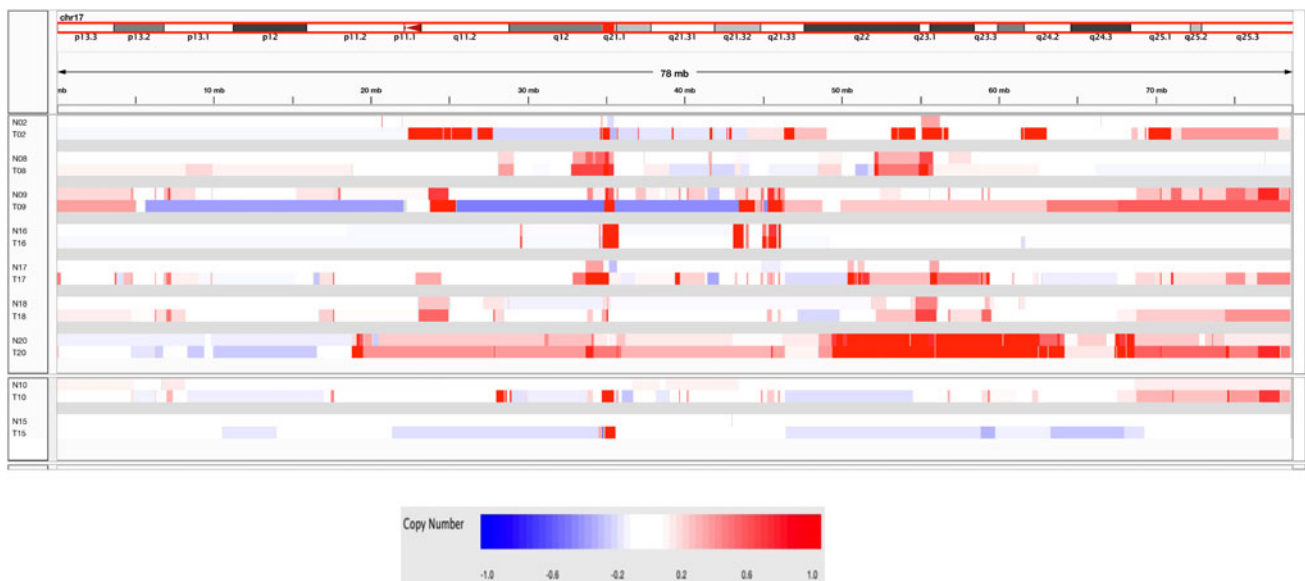 chr17
p13.3 p13.2 p13.1 p12 p11.2 p11.1 q11.2 q12 q21.1 q21.31 q21.32 q21.33 q22 q23.1 q23.3 q24.2 q24.3 q25.1 q25.2 q25.3
78 mb
mb 10 mb 20 mb 30 mb 40 mb 50 mb 60 mb 70 mb
N02
T02
N08
T08
N09
T09
N16
T16
N17
T17
N18
T18
N20
T20
N10
T10
N15
T15
Copy Number
-1.0 -0.6 -0.2 0.2 0.6 1.0